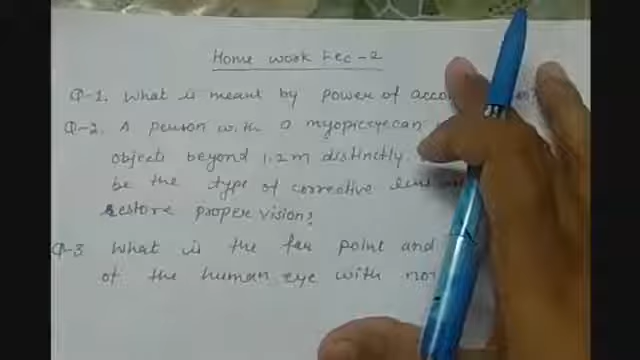 Home work Lec-2
Q-1. What is meant by power of acco
Q-2. A person with a myopic eye can
objects beyond 1.2m distinctly.
be the type of corrective lens
restore proper vision?
Q-3 What is the far point and
of the human eye with nor